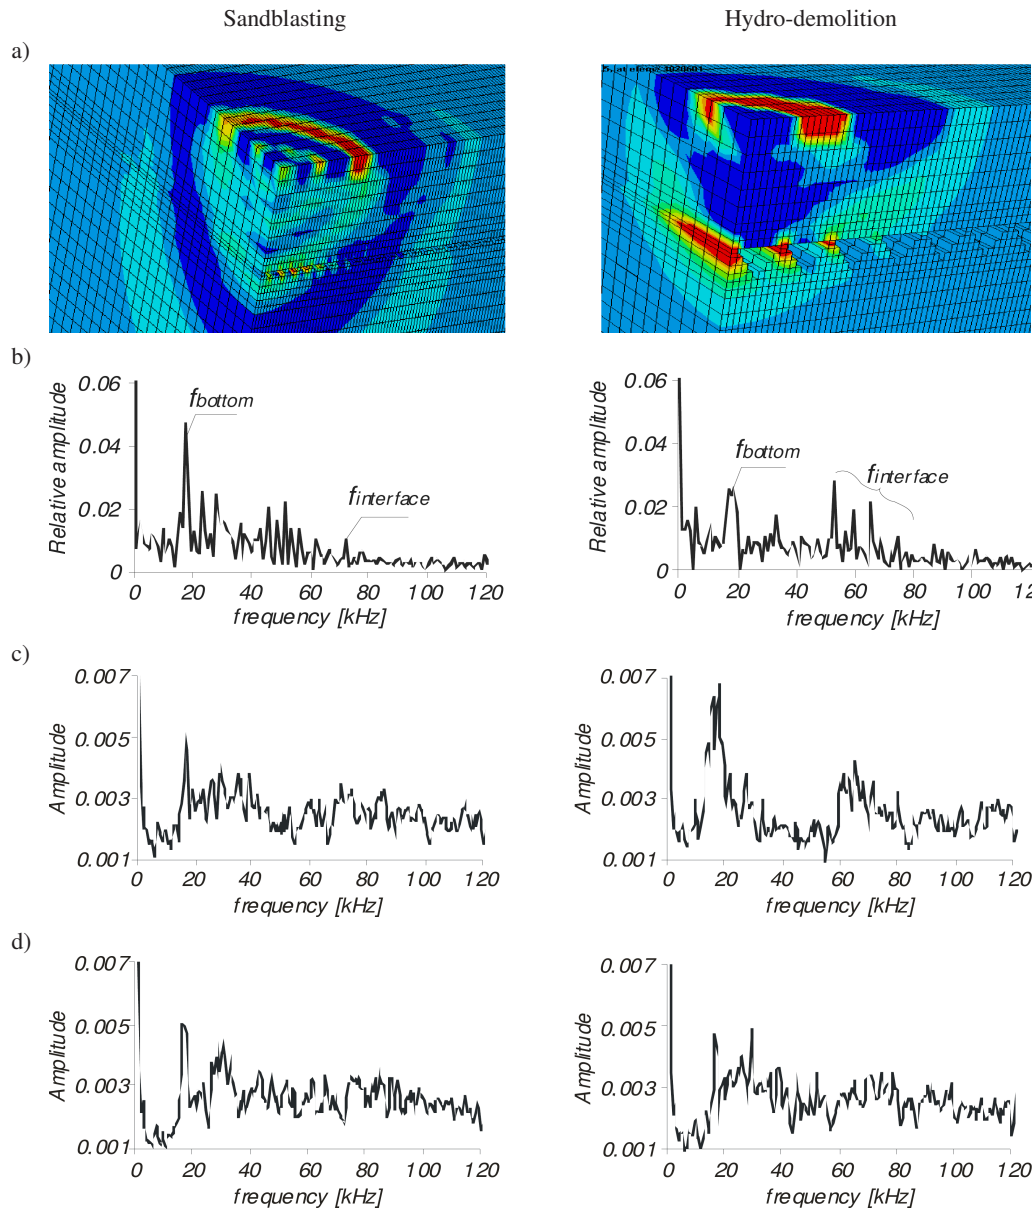 Sandblasting Hydro-demolition
a)
b)
0.06 0.06
f bottom
f bottom f interface
0.04 0.04
f interface
0.02 0.02
0 0
Relative amplitude Relative amplitude
0 20 40 60 80 100 120 0 20 40 60 80 100 120
frequency [kHz] frequency [kHz]
c)
0.007 0.007
0.005 0.005
0.003 0.003
0.001 0.001
Amplitude Amplitude
0 20 40 60 80 100 120 0 20 40 60 80 100 120
frequency [kHz] frequency [kHz]
d)
0.007 0.007
0.005 0.005
0.003 0.003
0.001 0.001
Amplitude Amplitude
0 20 40 60 80 100 120 0 20 40 60 80 100 120
frequency [kHz] frequency [kHz]